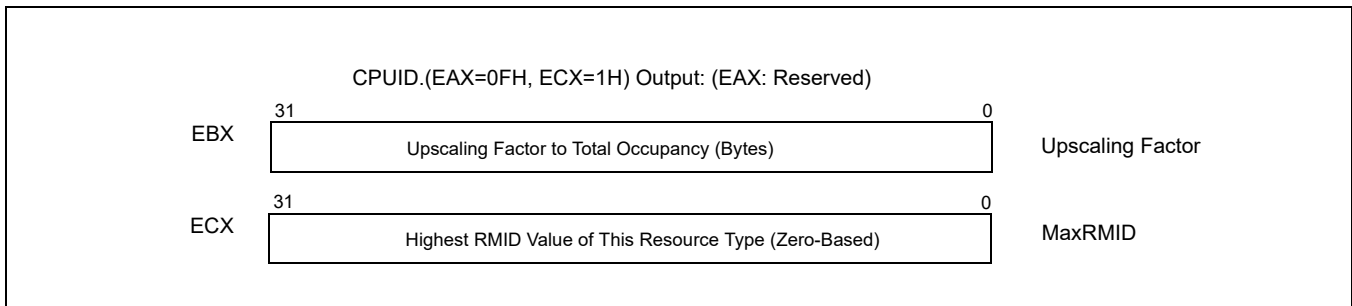 CPUID.(EAX=0FH, ECX=1H) Output: (EAX: Reserved)
31 0
EBX Upscaling Factor to Total Occupancy (Bytes) Upscaling Factor
31 0
ECX Highest RMID Value of This Resource Type (Zero-Based) MaxRMID